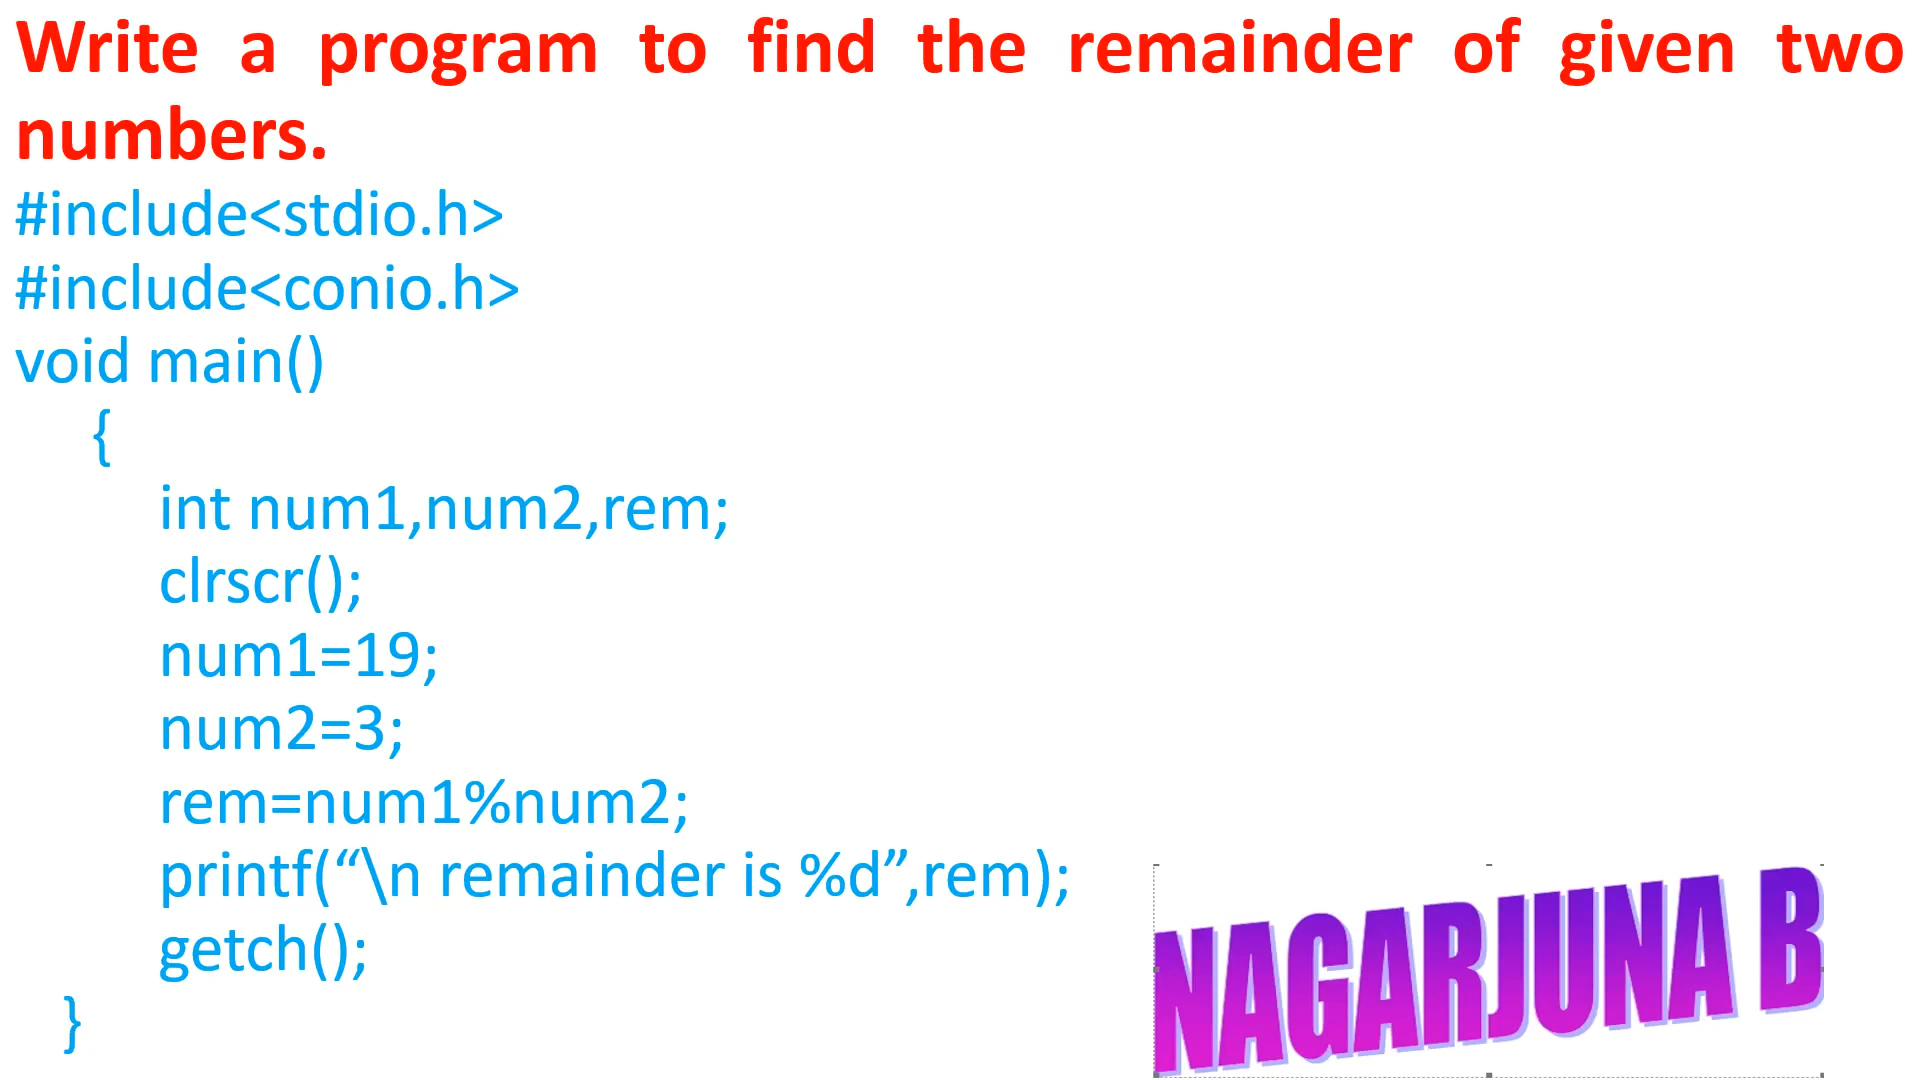 Write a program to find the remainder of given two
numbers.
#include<stdio.h>
#include<conio.h>
void main()
{
int num1,num2,rem;
clrscr();
num1=19;
num2=3;
rem=num1%num2;
printf(“\n remainder is %d”,rem);
getch();
}
NAGARJUNA B